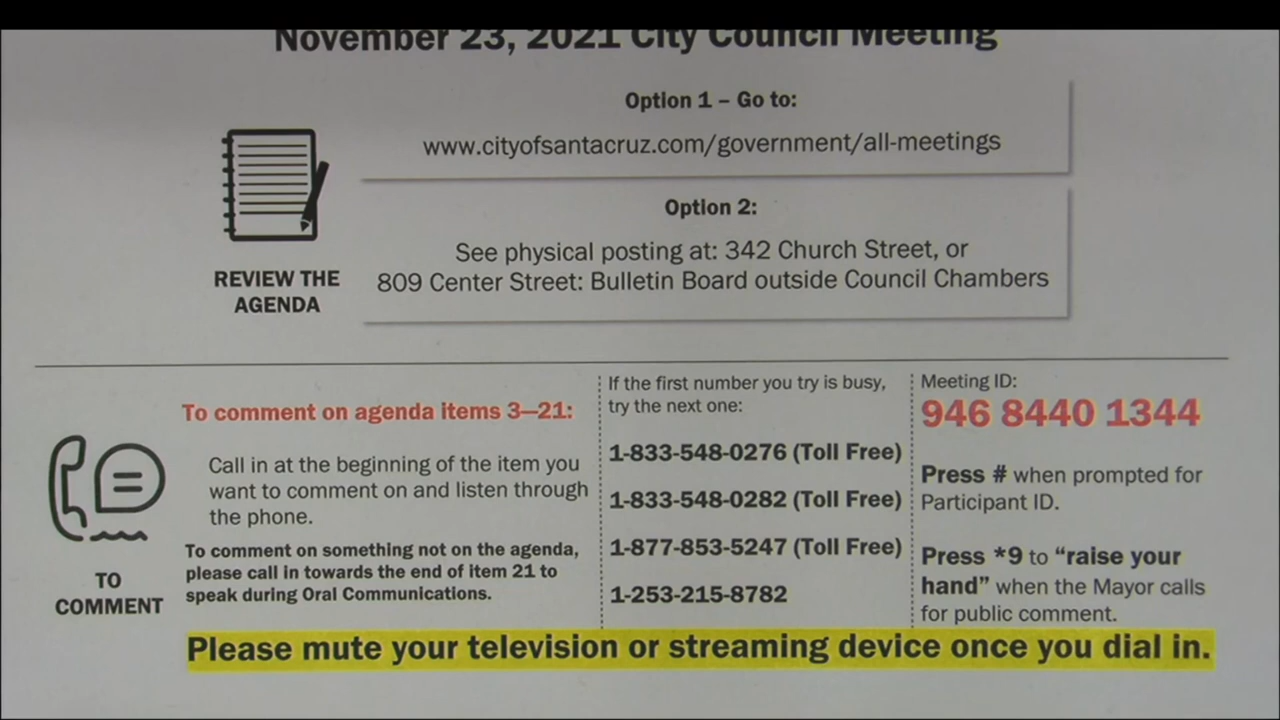 November 23, 2021 City Council Meeting
Option 1 – Go to:
www.cityofsantacruz.com/government/all-meetings
Option 2:
See physical posting at: 342 Church Street, or
809 Center Street: Bulletin Board outside Council Chambers
REVIEW THE
AGENDA
To comment on agenda items 3—21:
Call in at the beginning of the item you
want to comment on and listen through
the phone.
To comment on something not on the agenda,
please call in towards the end of item 21 to
speak during Oral Communications.
TO
COMMENT
If the first number you try is busy,
try the next one:
1-833-548-0276 (Toll Free)
1-833-548-0282 (Toll Free)
1-877-853-5247 (Toll Free)
1-253-215-8782
Meeting ID:
946 8440 1344
Press # when prompted for
Participant ID.
Press *9 to “raise your
hand” when the Mayor calls
for public comment.
Please mute your television or streaming device once you dial in.